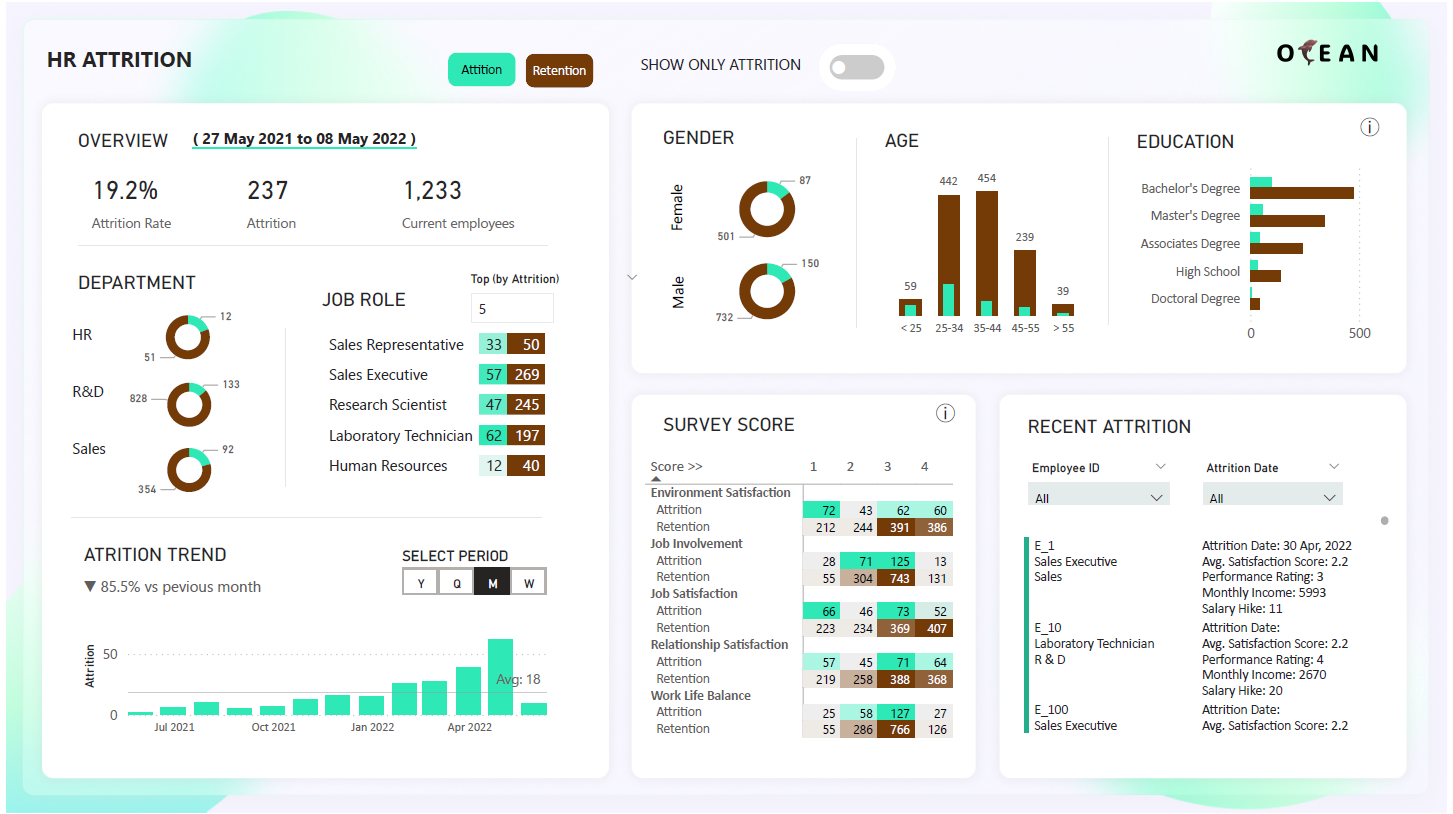 HR ATTRITION
Attition
Retention
SHOW ONLY ATTRITION
OCEAN
OVERVIEW
( 27 May 2021 to 08 May 2022 )
19.2%
237
1,233
Attrition Rate
Attrition
Current employees
DEPARTMENT
HR
12
51
R&D
133
828
Sales
92
354
JOB ROLE
Top (by Attrition)
5
Sales Representative 33 50
Sales Executive 57 269
Research Scientist 47 245
Laboratory Technician 62 197
Human Resources 12 40
ATRITION TREND
▼ 85.5% vs pevious month
SELECT PERIOD
Y Q M W
Attrition
50
0
Avg: 18
Jul 2021 Oct 2021 Jan 2022 Apr 2022
GENDER
Female
87
501
Male
150
732
AGE
59 442 454 239 39
< 25 25-34 35-44 45-55 > 55
EDUCATION
i
Bachelor's Degree
Master's Degree
Associates Degree
High School
Doctoral Degree
0 500
SURVEY SCORE
i
Score >> 1 2 3 4
Environment Satisfaction
Attrition 72 43 62 60
Retention 212 244 391 386
Job Involvement
Attrition 28 71 125 13
Retention 55 304 743 131
Job Satisfaction
Attrition 66 46 73 52
Retention 223 234 369 407
Relationship Satisfaction
Attrition 57 45 71 64
Retention 219 258 388 368
Work Life Balance
Attrition 25 58 127 27
Retention 55 286 766 126
RECENT ATTRITION
Employee ID
All
Attrition Date
All
E_1
Sales Executive
Sales
Attrition Date: 30 Apr, 2022
Avg. Satisfaction Score: 2.2
Performance Rating: 3
Monthly Income: 5993
Salary Hike: 11
E_10
Laboratory Technician
R & D
Attrition Date:
Avg. Satisfaction Score: 2.2
Performance Rating: 4
Monthly Income: 2670
Salary Hike: 20
E_100
Sales Executive
Attrition Date:
Avg. Satisfaction Score: 2.2